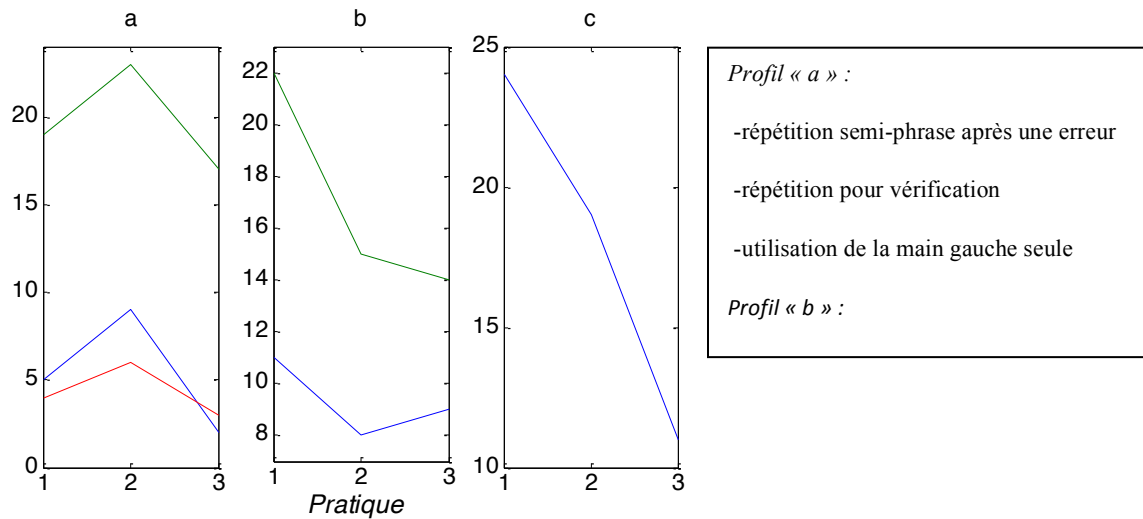 a
20
15
10
5
0
1 2 3
b
22
20
18
16
14
12
10
8
1 2 3
Pratique
c
25
20
15
10
1 2 3
Profil « a » :
-répétition semi-phrase après une erreur
-répétition pour vérification
-utilisation de la main gauche seule
Profil « b » :